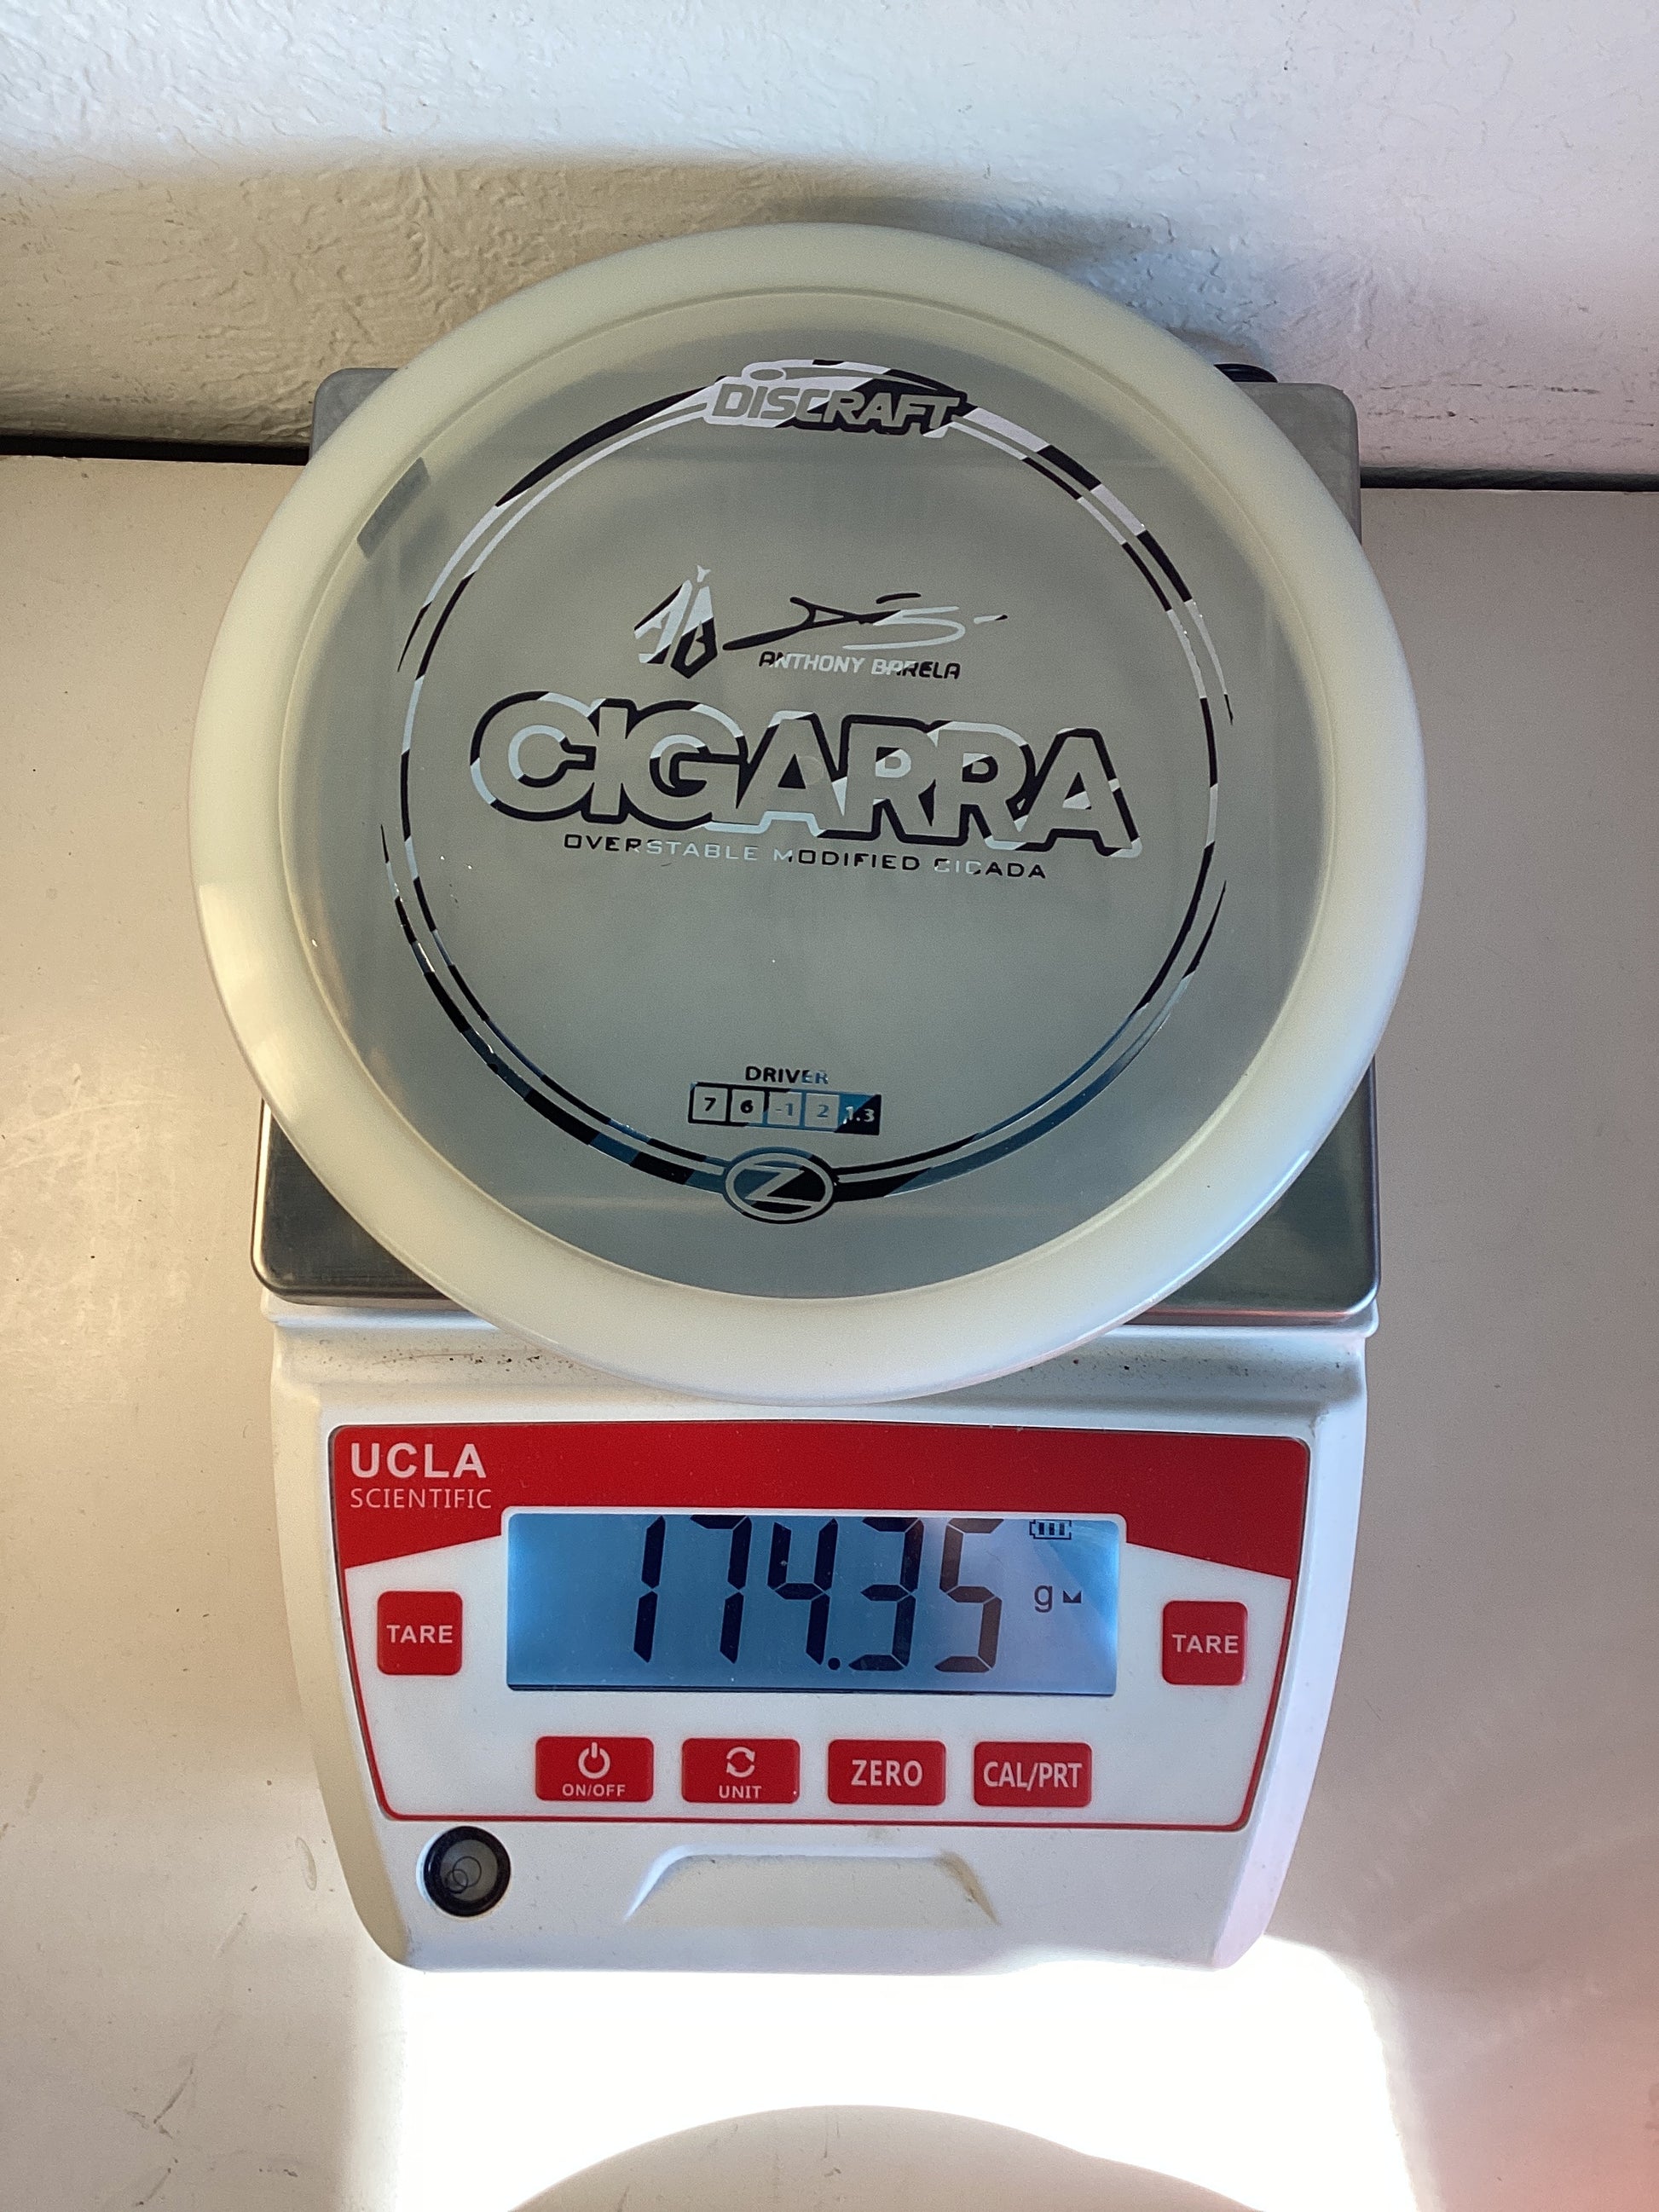 DISCRAFT
AB
ANTHONY BARELA
CIGARRA
OVERSTABLE MODIFIED CICADA
DRIVER
7 6 -1 2 1.3
Z
UCLA
SCIENTIFIC
174.35 g
TARE
TARE
ON/OFF
UNIT
ZERO
CAL/PRT